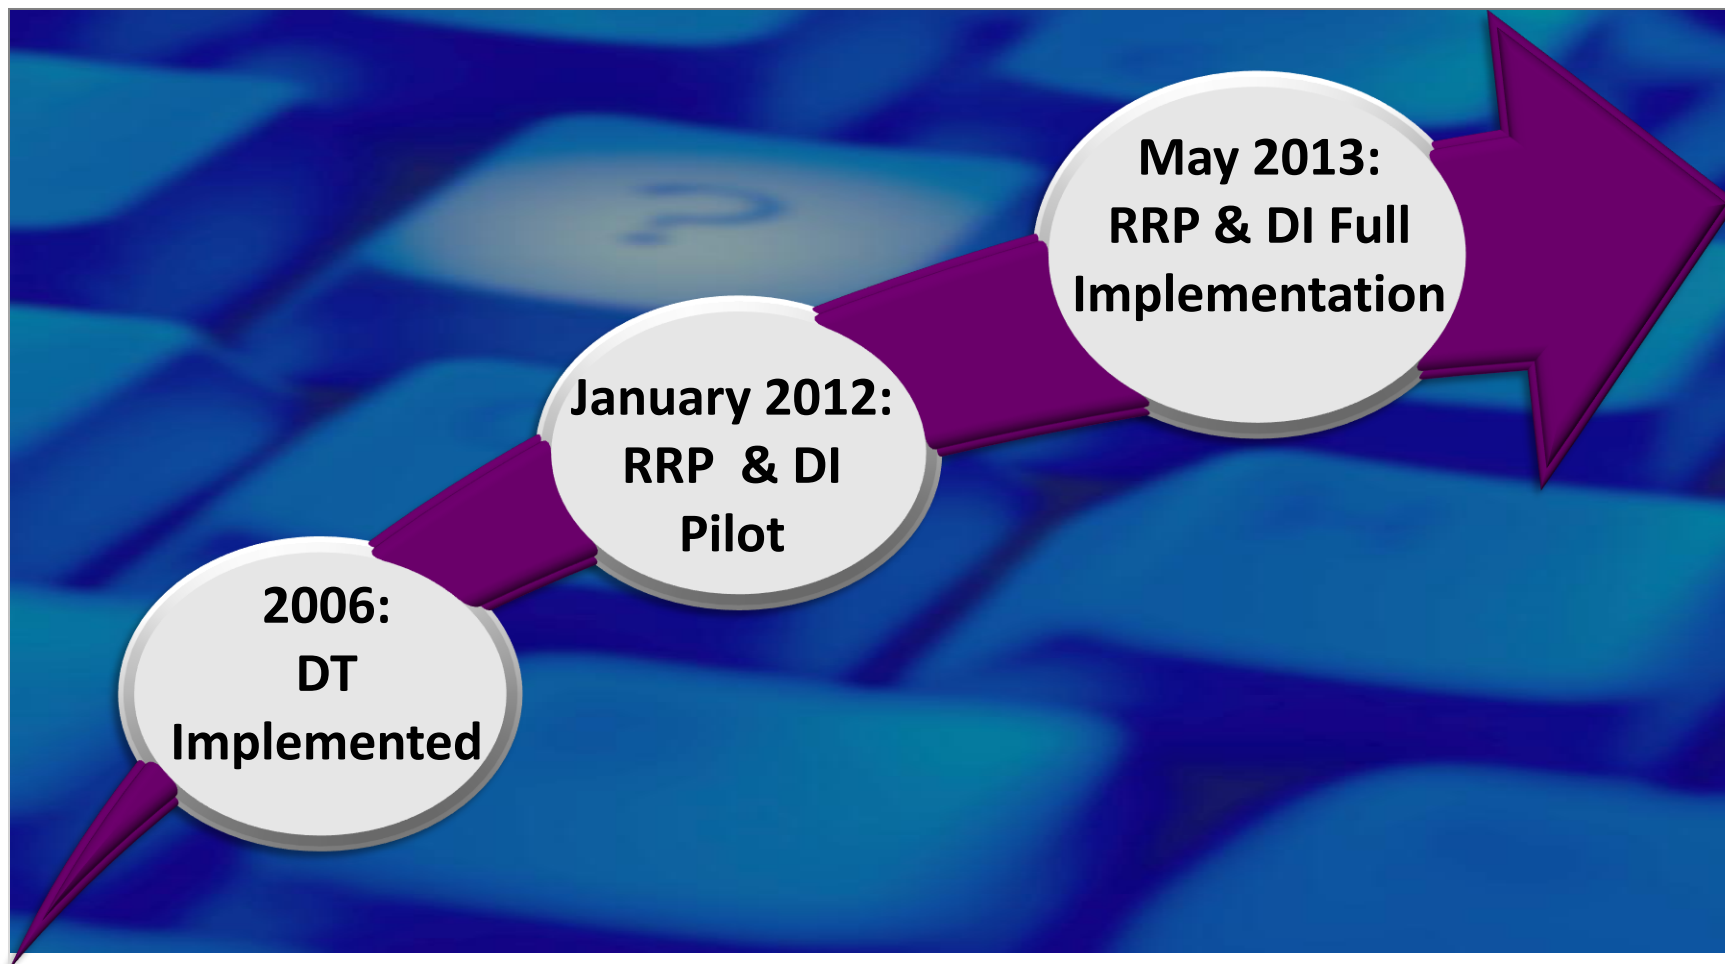 2006:
DT
Implemented
January 2012:
RRP & DI
Pilot
May 2013:
RRP & DI Full
Implementation
?